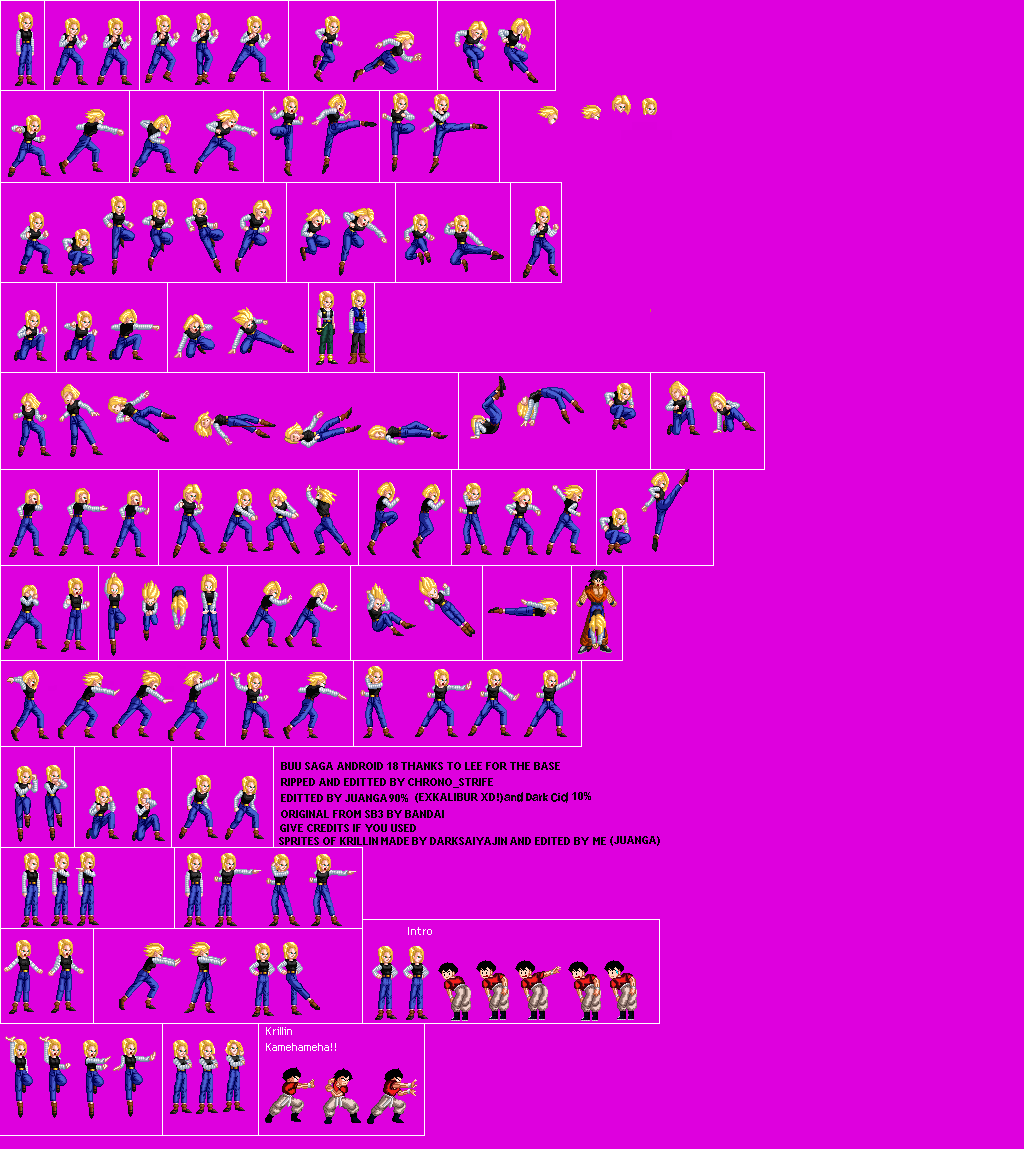 BUU SAGA ANDROID 18 THANKS TO LEE FOR THE BASE
RIPPED AND EDITTED BY CHRONO_STRIFE
EDITTED BY JUANGA 90% (EXKALIBUR XD!) and Dark Cid 10%
ORIGINAL FROM SB3 BY BANDAI
GIVE CREDITS IF YOU USED
SPRITES OF KRILLIN MADE BY DARKSAIYAJIN AND EDITED BY ME (JUANGA)
Intro
Krillin
Kamehameha!!